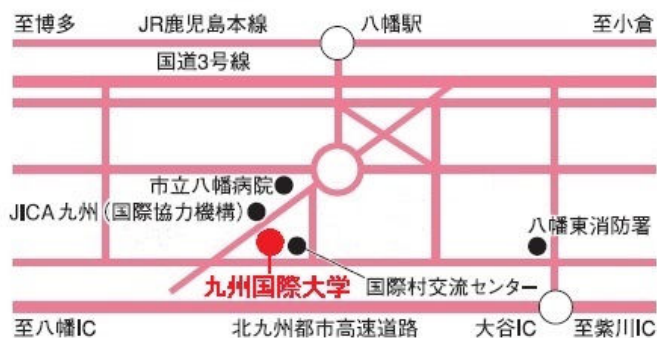 至博多 JR鹿児島本線 八幡駅 至小倉
国道3号線
市立八幡病院
JICA九州(国際協力機構)
八幡東消防署
九州国際大学 国際村交流センター
至八幡IC 北九州都市高速道路 大谷IC 至紫川IC